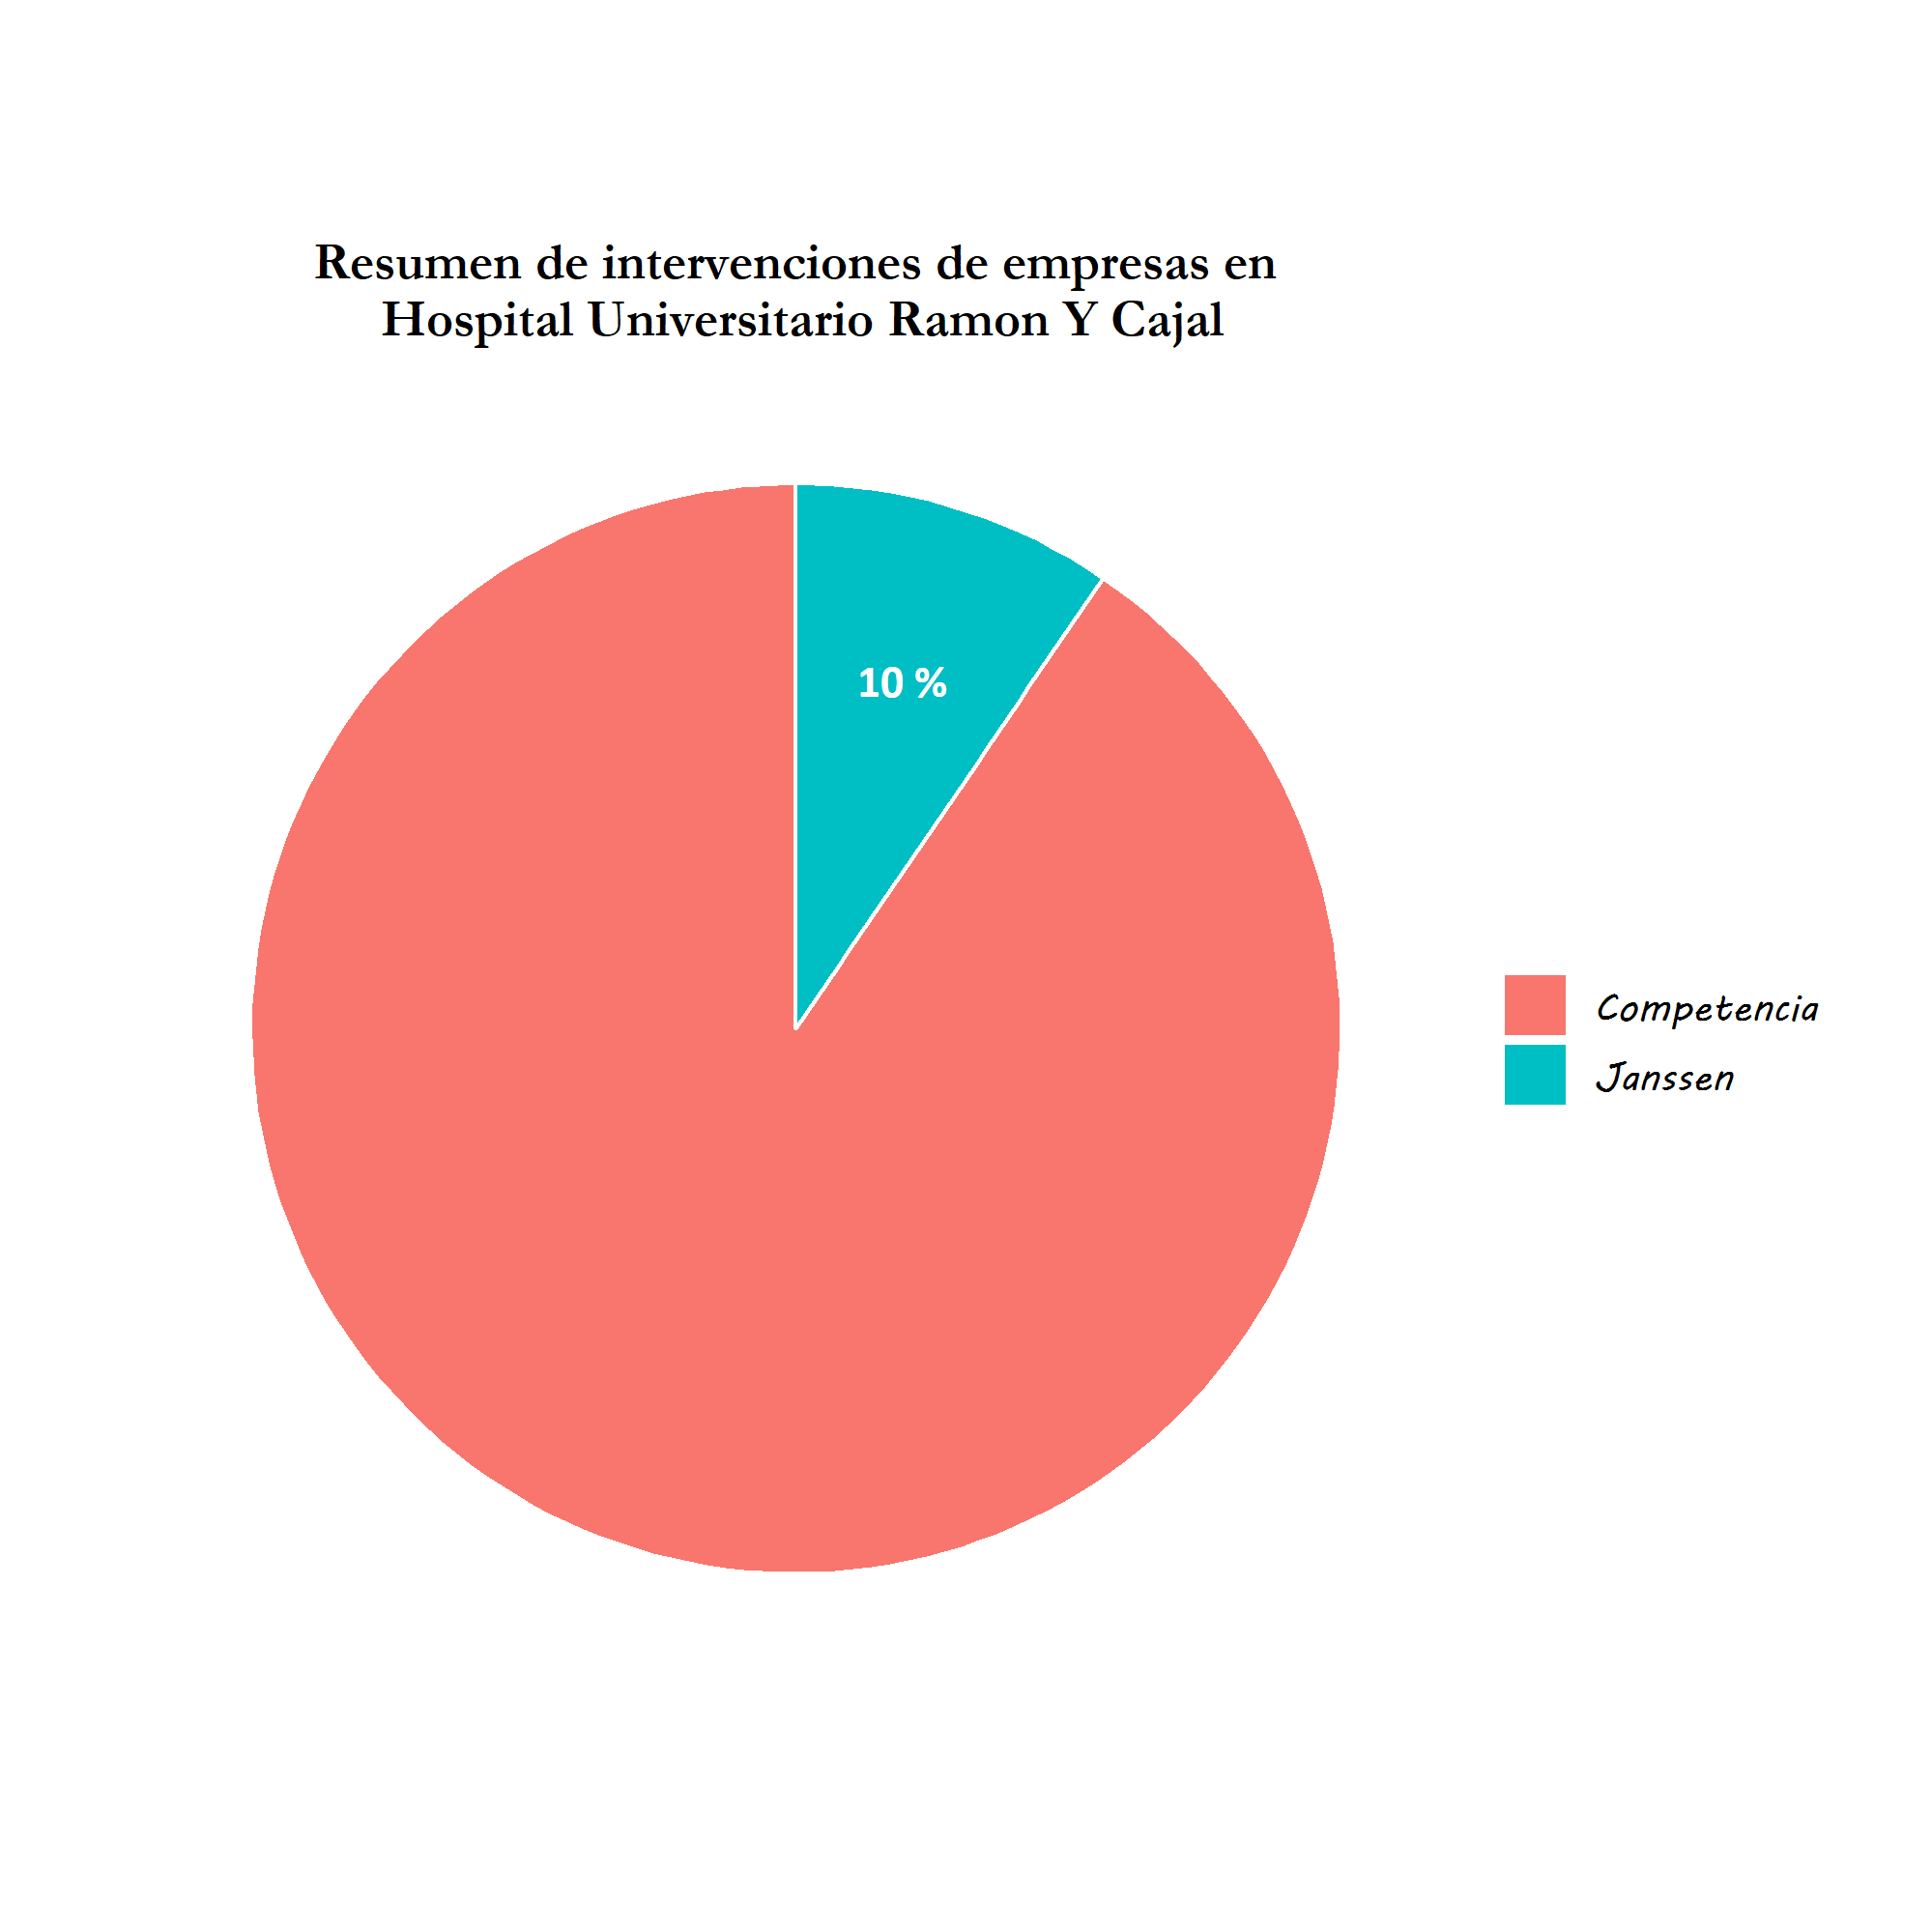 Resumen de intervenciones de empresas en
Hospital Universitario Ramon Y Cajal
10 %
Competencia
Janssen